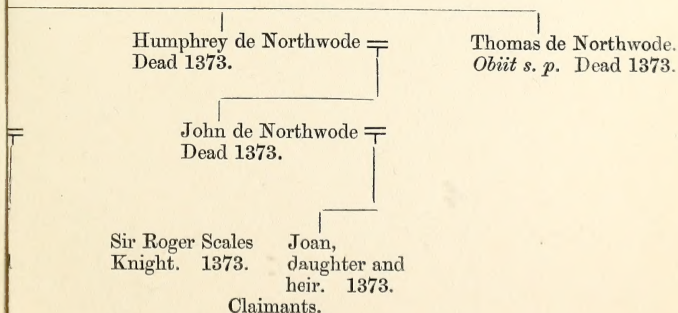 Humphrey de Northwode
Dead 1373.
Thomas de Northwode.
Obiit s. p. Dead 1373.
John de Northwode
Dead 1373.
Sir Roger Scales
Knight. 1373.
Joan,
daughter and
heir. 1373.
Claimants.